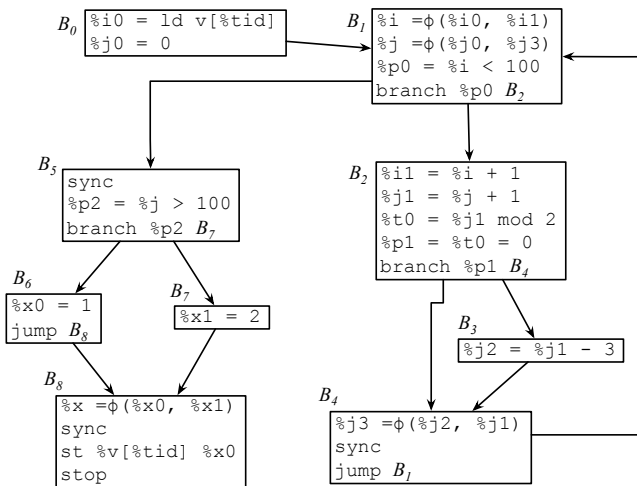 B0
%i0 = ld v[%tid]
%j0 = 0
B1
%i =ϕ(%i0, %i1)
%j =ϕ(%j0, %j3)
%p0 = %i < 100
branch %p0 B2
B5
sync
%p2 = %j > 100
branch %p2 B7
B2
%i1 = %i + 1
%j1 = %j + 1
%t0 = %j1 mod 2
%p1 = %t0 = 0
branch %p1 B4
B6
%x0 = 1
jump B8
B7
%x1 = 2
B3
%j2 = %j1 - 3
B8
%x =ϕ(%x0, %x1)
sync
st %v[%tid] %x0
stop
B4
%j3 =ϕ(%j2, %j1)
sync
jump B1